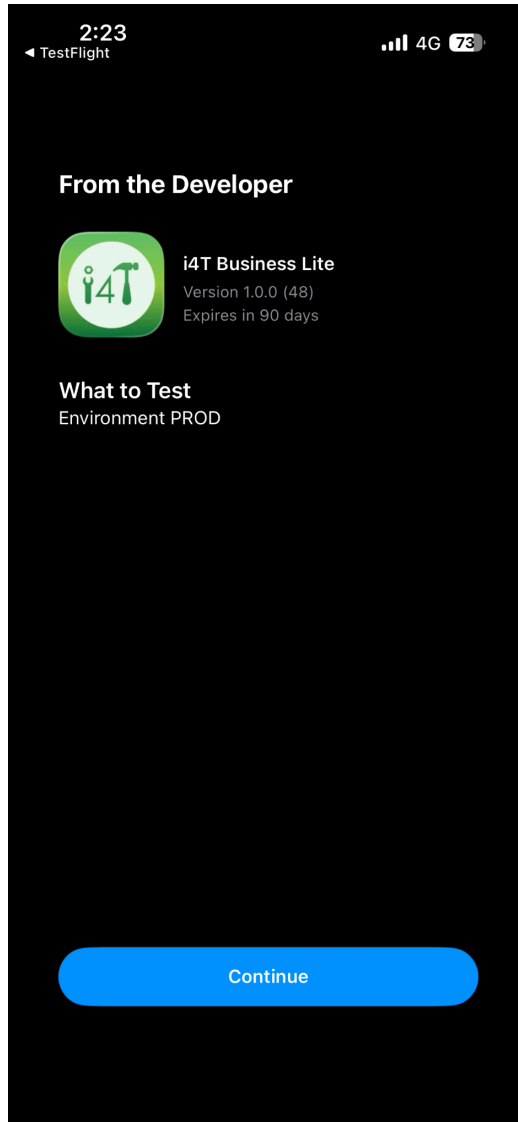 2:23
◀ TestFlight
4G 73
From the Developer
i4T
i4T Business Lite
Version 1.0.0 (48)
Expires in 90 days
What to Test
Environment PROD
Continue